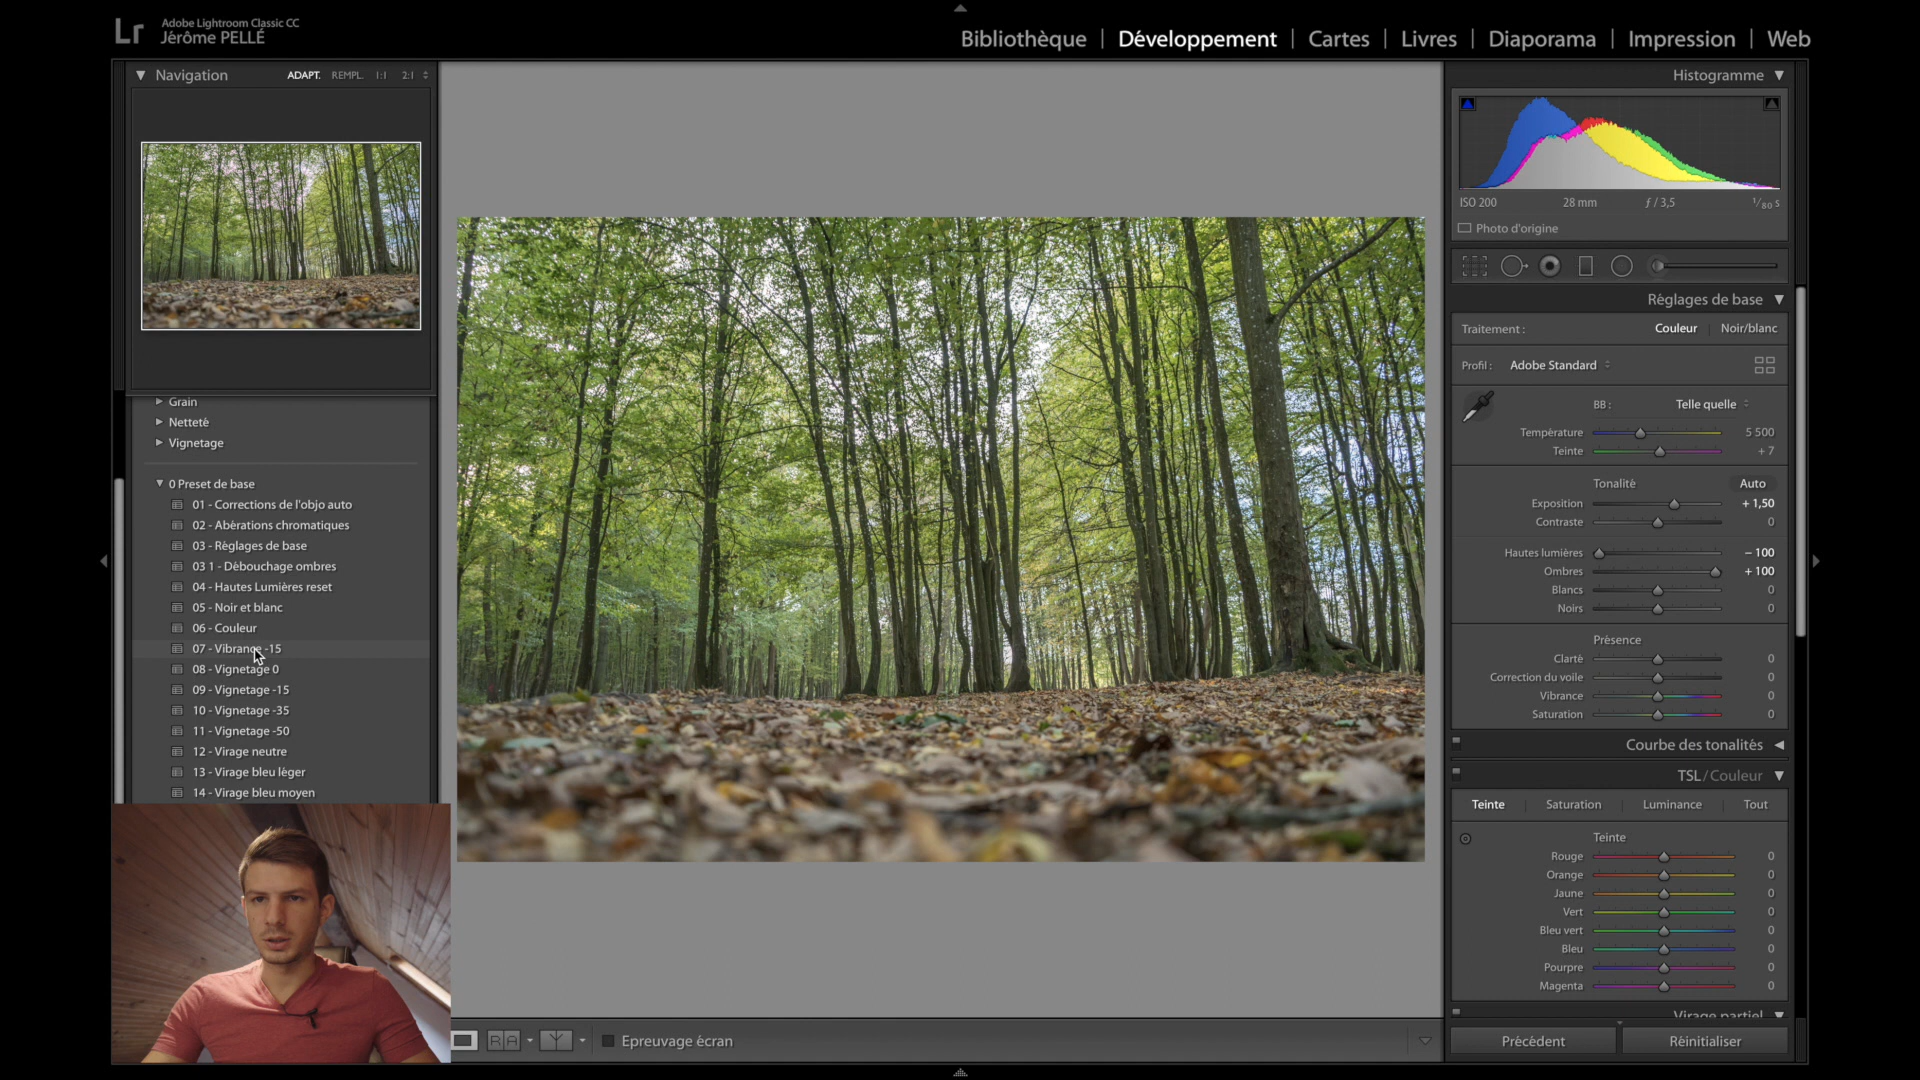 Lr
Adobe Lightroom Classic CC
Jérôme PELLÉ
Bibliothèque | Développement | Cartes | Livres | Diaporama | Impression | Web
Navigation ADAPT. REMPL. 1:1 2:1
Grain
Netteté
Vignetage
0 Preset de base
01 - Corrections de l'objo auto
02 - Abérations chromatiques
03 - Réglages de base
03 1 - Débouchage ombres
04 - Hautes Lumières reset
05 - Noir et blanc
06 - Couleur
07 - Vibrance -15
08 - Vignetage 0
09 - Vignetage -15
10 - Vignetage -35
11 - Vignetage -50
12 - Virage neutre
13 - Virage bleu léger
14 - Virage bleu moyen
R A Y
Epreuvage écran
Histogramme
ISO 200 28 mm ƒ / 3,5 1/80 s
Photo d'origine
Réglages de base
Traitement : Couleur | Noir/blanc
Profil : Adobe Standard
BB : Telle quelle
Température 5 500
Teinte + 7
Tonalité Auto
Exposition + 1,50
Contraste 0
Hautes lumières – 100
Ombres + 100
Blancs 0
Noirs 0
Présence
Clarté 0
Correction du voile 0
Vibrance 0
Saturation 0
Courbe des tonalités
TSL / Couleur
Teinte Saturation Luminance Tout
Teinte
Rouge 0
Orange 0
Jaune 0
Vert 0
Bleu vert 0
Bleu 0
Pourpre 0
Magenta 0
Virage partiel
Précédent Réinitialiser